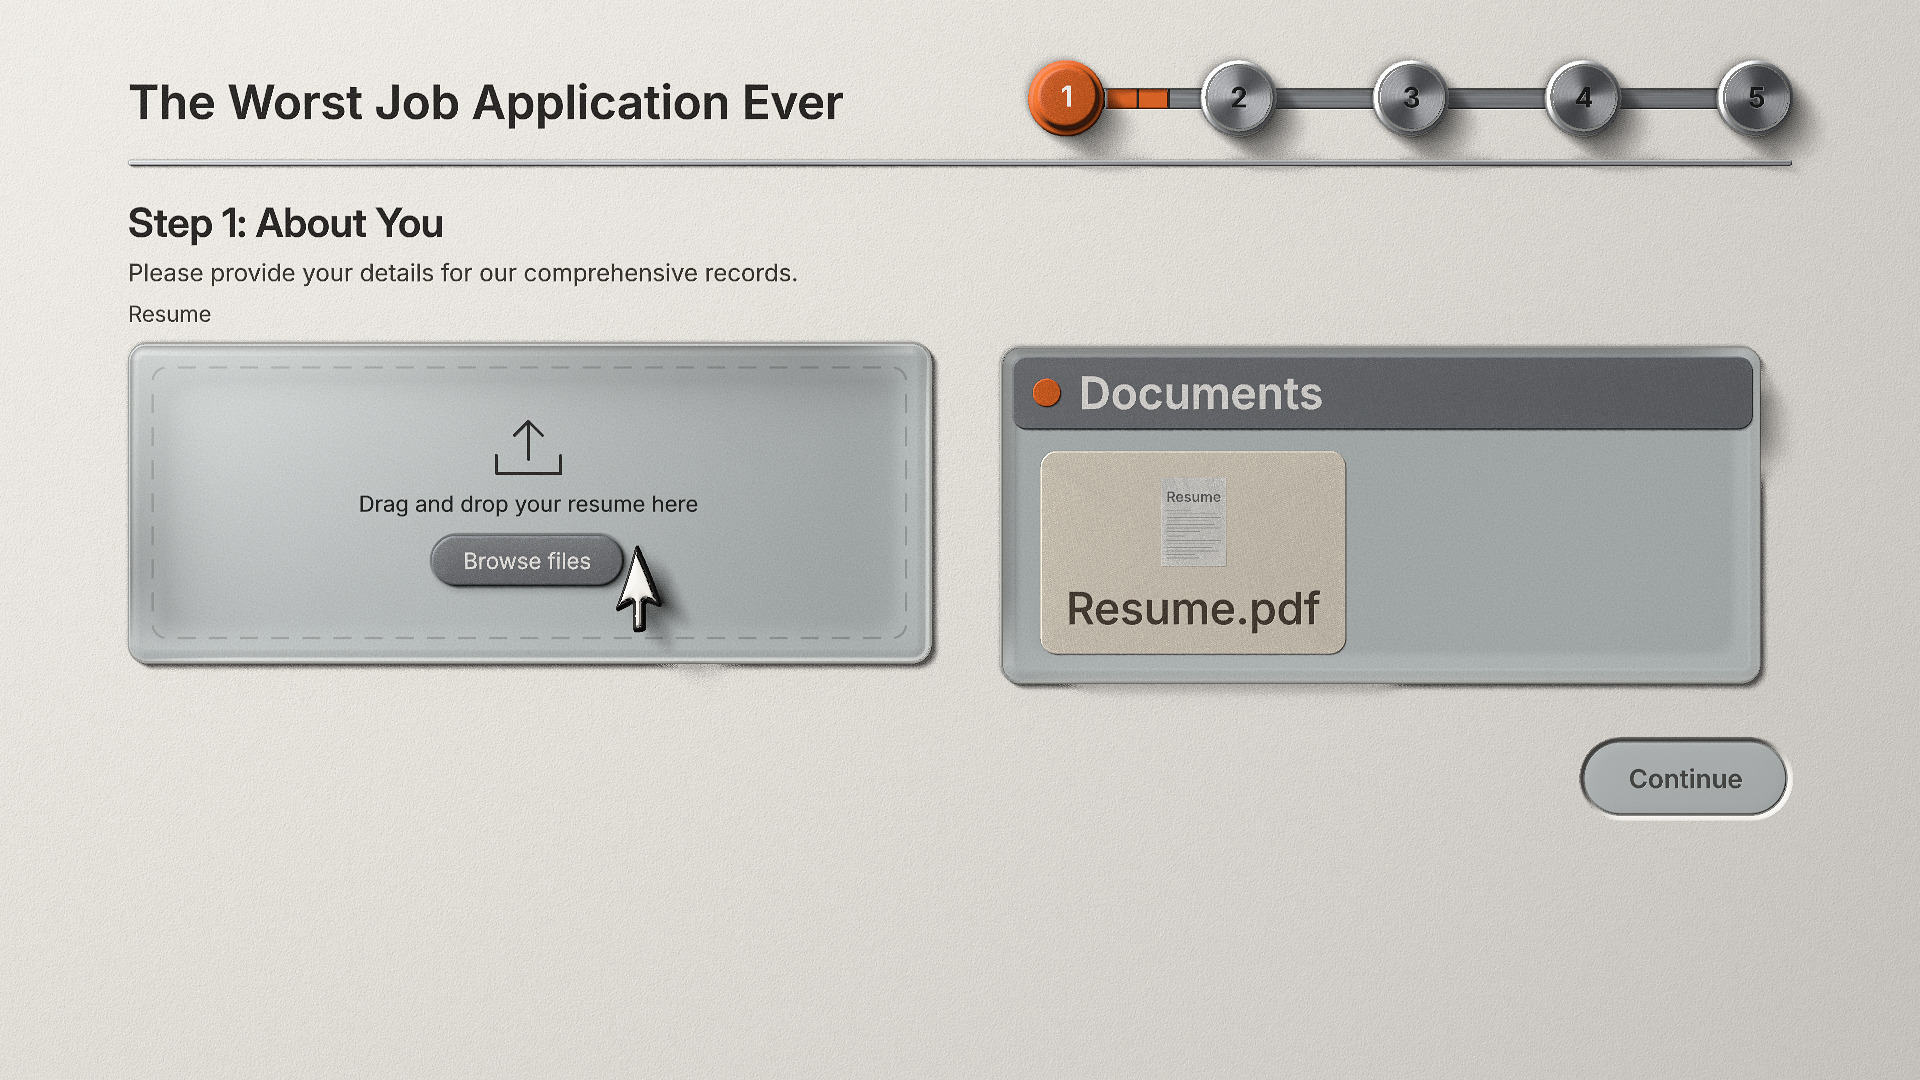 The Worst Job Application Ever
1 2 3 4 5
Step 1: About You
Please provide your details for our comprehensive records.
Resume
Drag and drop your resume here
Browse files
Documents
Resume
Resume.pdf
Continue